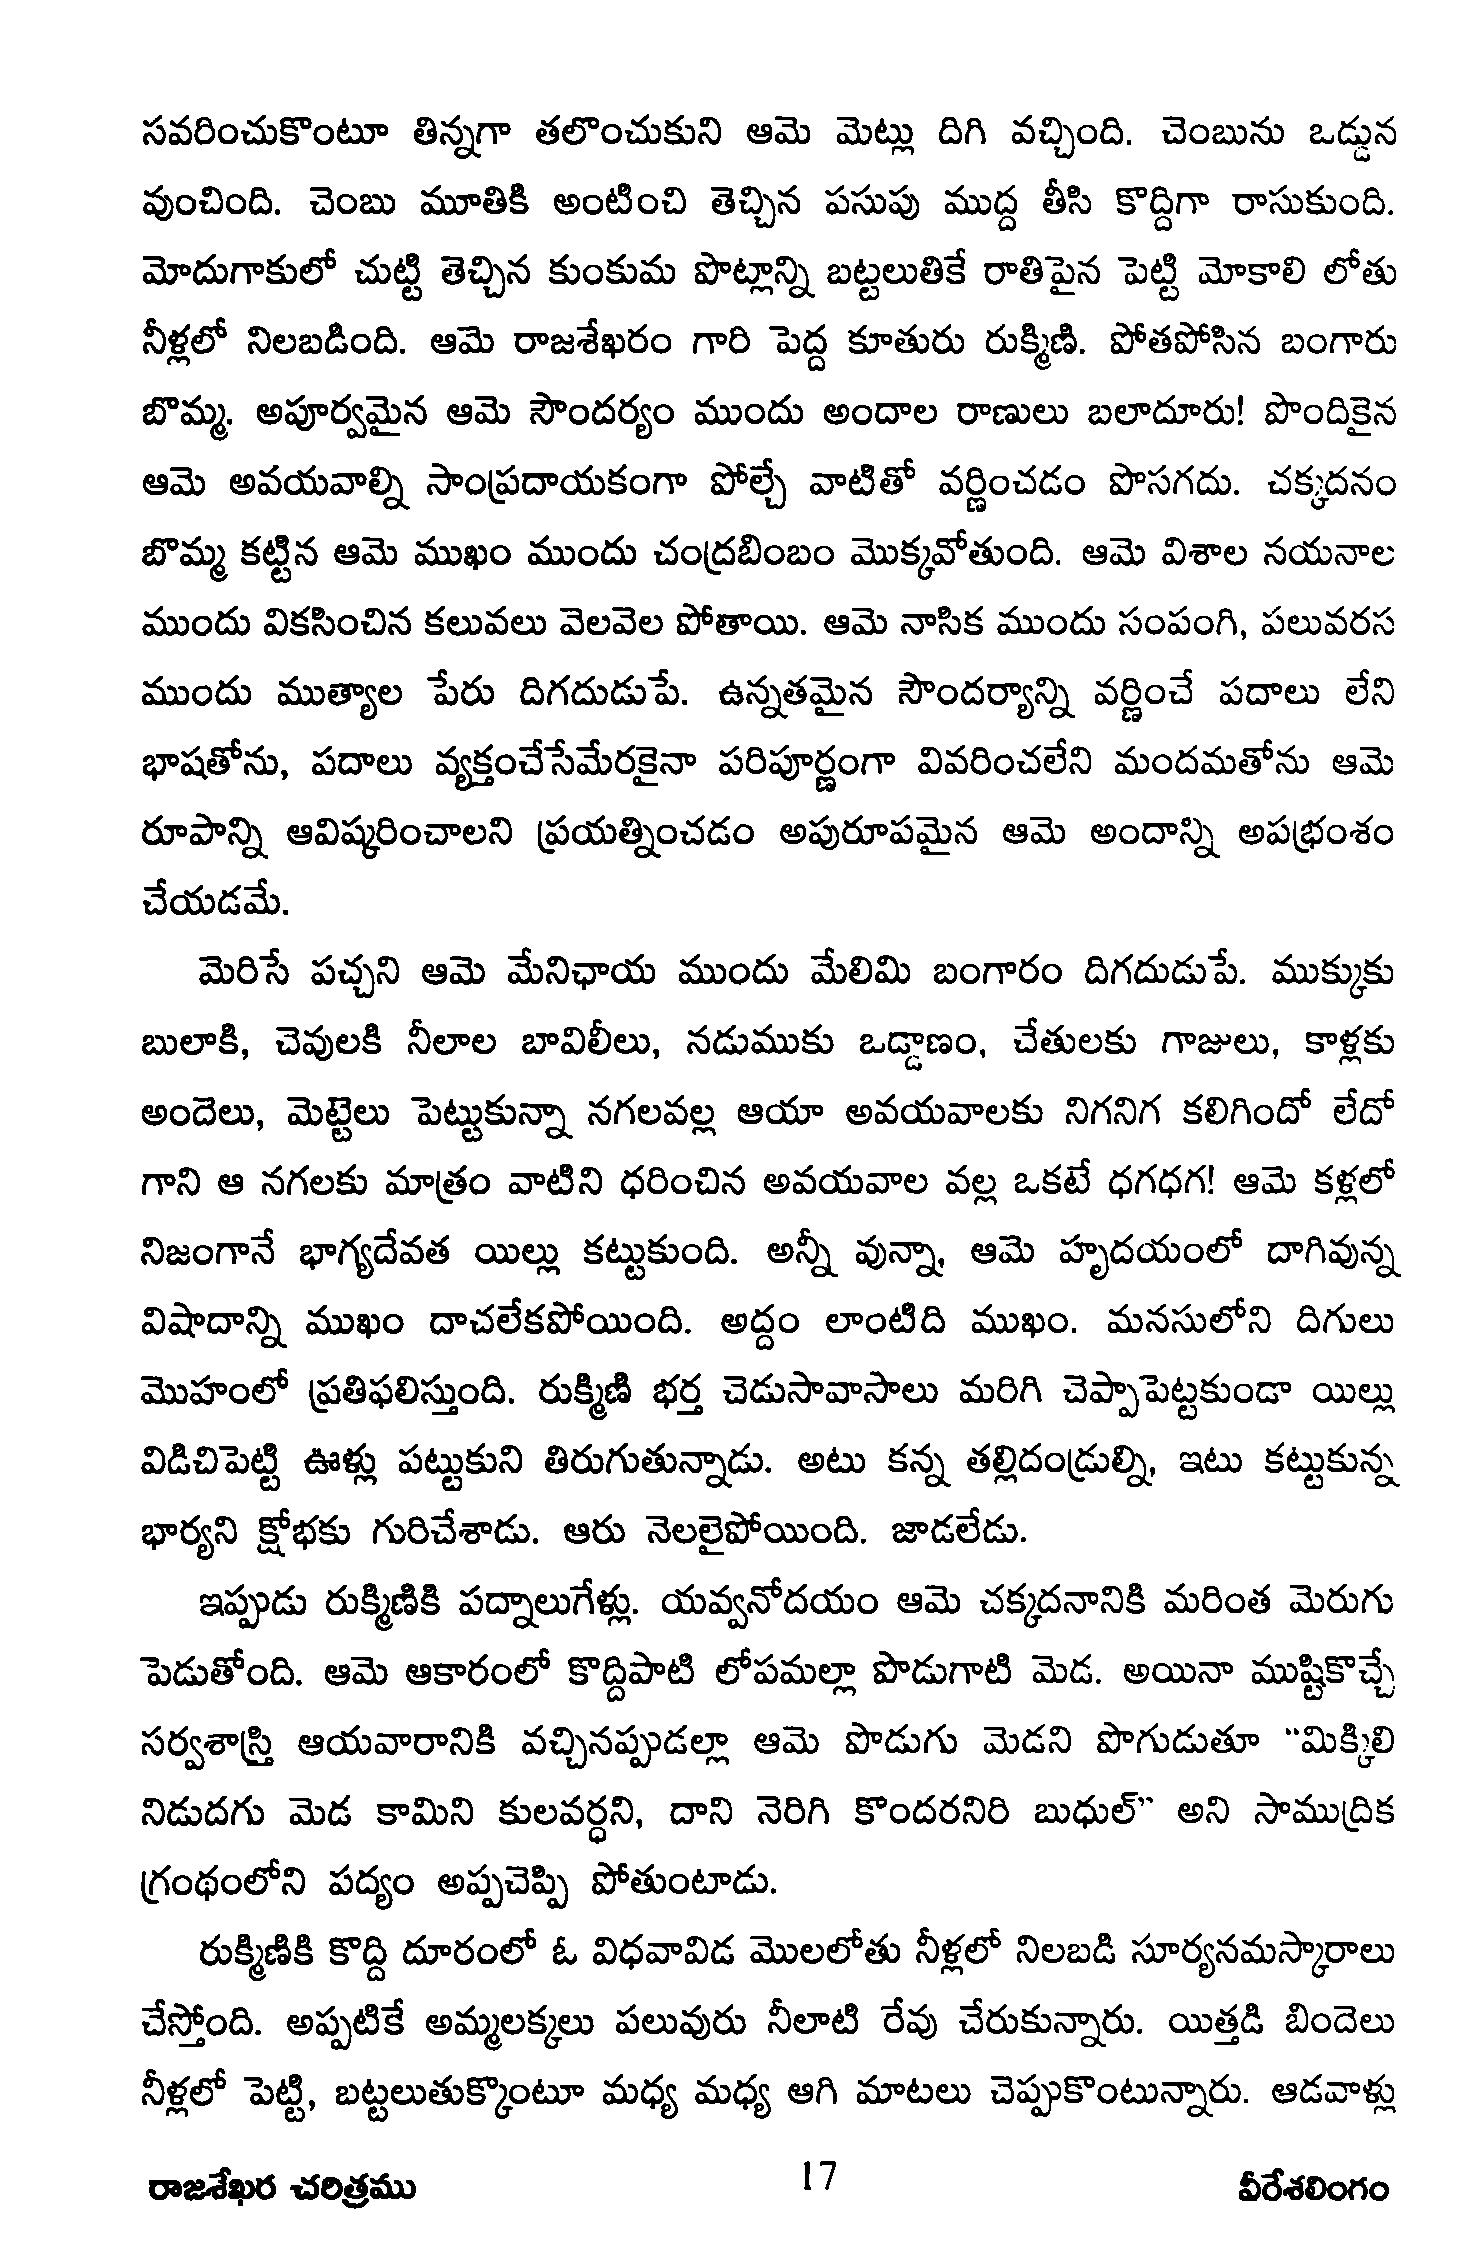 సవరించుకొంటూ తిన్నగా తలొంచుకుని ఆమె మెట్లు దిగి వచ్చింది. చెంబును ఒడ్డున
వుంచింది. చెంబు మూతికి అంటించి తెచ్చిన పసుపు ముద్ద తీసి కొద్దిగా రాసుకుంది.
మోదుగాకులో చుట్టి తెచ్చిన కుంకుమ పొట్లాన్ని బట్టలుతికే రాతిపైన పెట్టి మోకాలి లోతు
నీళ్లలో నిలబడింది. ఆమె రాజశేఖరం గారి పెద్ద కూతురు రుక్మిణి. పోతపోసిన బంగారు
బొమ్మ. అపూర్వమైన ఆమె సౌందర్యం ముందు అందాల రాణులు బలాదూరు! పొందికైన
ఆమె అవయవాల్ని సాంప్రదాయకంగా పోల్చే వాటితో వర్ణించడం పొసగదు. చక్కదనం
బొమ్మ కట్టిన ఆమె ముఖం ముందు చంద్రబింబం మొక్కవోతుంది. ఆమె విశాల నయనాల
ముందు వికసించిన కలువలు వెలవెల పోతాయి. ఆమె నాసిక ముందు సంపంగి, పలువరస
ముందు ముత్యాల పేరు దిగదుడుపే. ఉన్నతమైన సౌందర్యాన్ని వర్ణించే పదాలు లేని
భాషతోను, పదాలు వ్యక్తంచేసేమేరకైనా పరిపూర్ణంగా వివరించలేని మందమతోను ఆమె
రూపాన్ని ఆవిష్కరించాలని ప్రయత్నించడం అపురూపమైన ఆమె అందాన్ని అపభ్రంశం
చేయడమే.
మెరిసే పచ్చని ఆమె మేనిఛాయ ముందు మేలిమి బంగారం దిగదుడుపే. ముక్కుకు
బులాకి, చెవులకి నీలాల బావిలీలు, నడుముకు ఒడ్డాణం, చేతులకు గాజులు, కాళ్లకు
అందెలు, మెట్టెలు పెట్టుకున్నా నగలవల్ల ఆయా అవయవాలకు నిగనిగ కలిగిందో లేదో
గాని ఆ నగలకు మాత్రం వాటిని ధరించిన అవయవాల వల్ల ఒకటే ధగధగ! ఆమె కళ్లలో
నిజంగానే భాగ్యదేవత యిల్లు కట్టుకుంది. అన్నీ వున్నా, ఆమె హృదయంలో దాగివున్న
విషాదాన్ని ముఖం దాచలేకపోయింది. అద్దం లాంటిది ముఖం. మనసులోని దిగులు
మొహంలో ప్రతిఫలిస్తుంది. రుక్మిణి భర్త చెడుసావాసాలు మరిగి చెప్పాపెట్టకుండా యిల్లు
విడిచిపెట్టి ఊళ్లు పట్టుకుని తిరుగుతున్నాడు. అటు కన్న తల్లిదండ్రుల్ని, ఇటు కట్టుకున్న
భార్యని క్షోభకు గురిచేశాడు. ఆరు నెలలైపోయింది. జాడలేడు.
ఇప్పుడు రుక్మిణికి పద్నాలుగేళ్లు. యవ్వనోదయం ఆమె చక్కదనానికి మరింత మెరుగు
పెడుతోంది. ఆమె ఆకారంలో కొద్దిపాటి లోపమల్లా పొడుగాటి మెడ. అయినా ముష్టికొచ్చే
సర్వశాస్త్రి ఆయవారానికి వచ్చినప్పుడల్లా ఆమె పొడుగు మెడని పొగుడుతూ “మిక్కిలి
నిడుదగు మెడ కామిని కులవర్ధని, దాని నెరిగి కొందరనిరి బుధుల్” అని సాముద్రిక
గ్రంథంలోని పద్యం అప్పచెప్పి పోతుంటాడు.
రుక్మిణికి కొద్ది దూరంలో ఓ విధవావిడ మొలలోతు నీళ్లలో నిలబడి సూర్యనమస్కారాలు
చేస్తోంది. అప్పటికే అమ్మలక్కలు పలువురు నీలాటి రేవు చేరుకున్నారు. యిత్తడి బిందెలు
నీళ్లలో పెట్టి, బట్టలుతుక్కొంటూ మధ్య మధ్య ఆగి మాటలు చెప్పుకొంటున్నారు. ఆడవాళ్లు
రాజశేఖర చరిత్రము 17 వీరేశలింగం